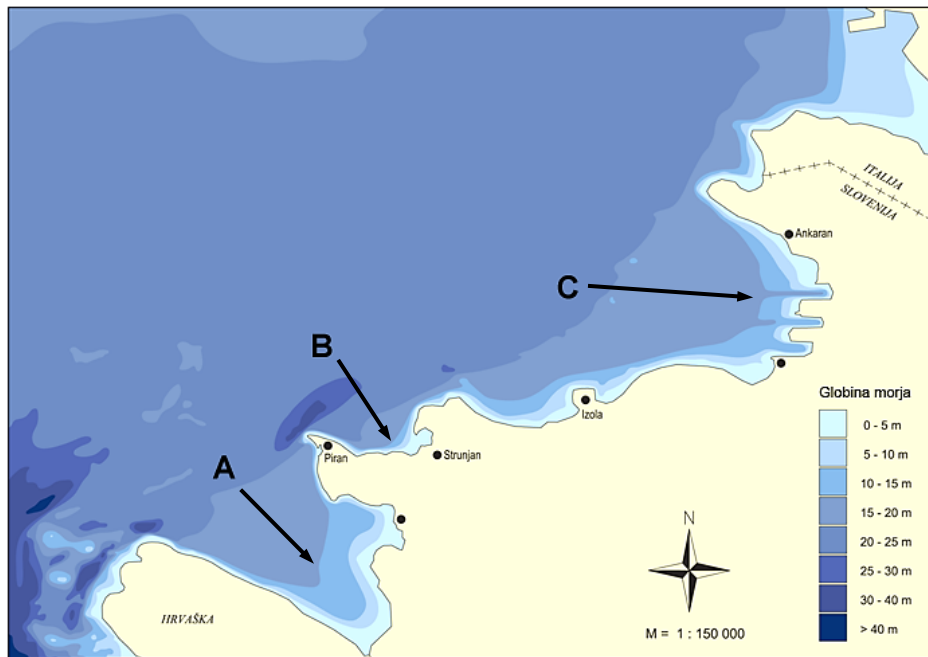 ITALIJA
SLOVENIJA
Ankaran
C
B
Globina morja
0 - 5 m
5 - 10 m
10 - 15 m
15 - 20 m
20 - 25 m
25 - 30 m
30 - 40 m
> 40 m
Izola
Piran
Strunjan
A
N
HRVAŠKA
M = 1 : 150 000